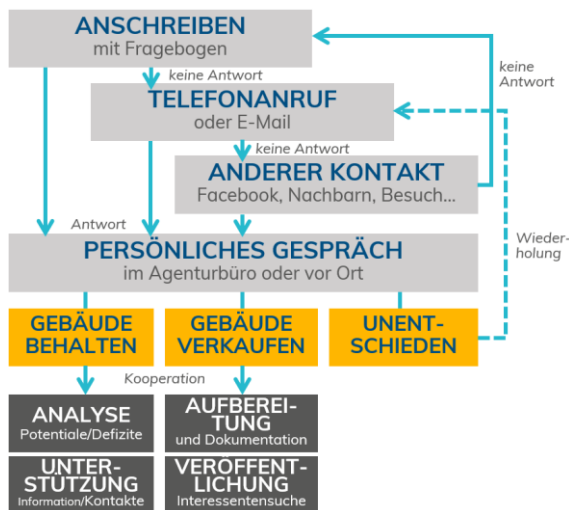 ANSCHREIBEN
mit Fragebogen
keine Antwort
keine
Antwort
TELEFONANRUF
oder E-Mail
keine Antwort
ANDERER KONTAKT
Facebook, Nachbarn, Besuch...
Antwort
Wieder-
holung
PERSÖNLICHES GESPRÄCH
im Agenturbüro oder vor Ort
GEBÄUDE
BEHALTEN
GEBÄUDE
VERKAUFEN
UNENT-
SCHIEDEN
Kooperation
ANALYSE
Potentiale/Defizite
AUFBEREI-
TUNG
und Dokumentation
UNTER-
STÜTZUNG
Information/Kontakte
VERÖFFENT-
LICHUNG
Interessentensuche